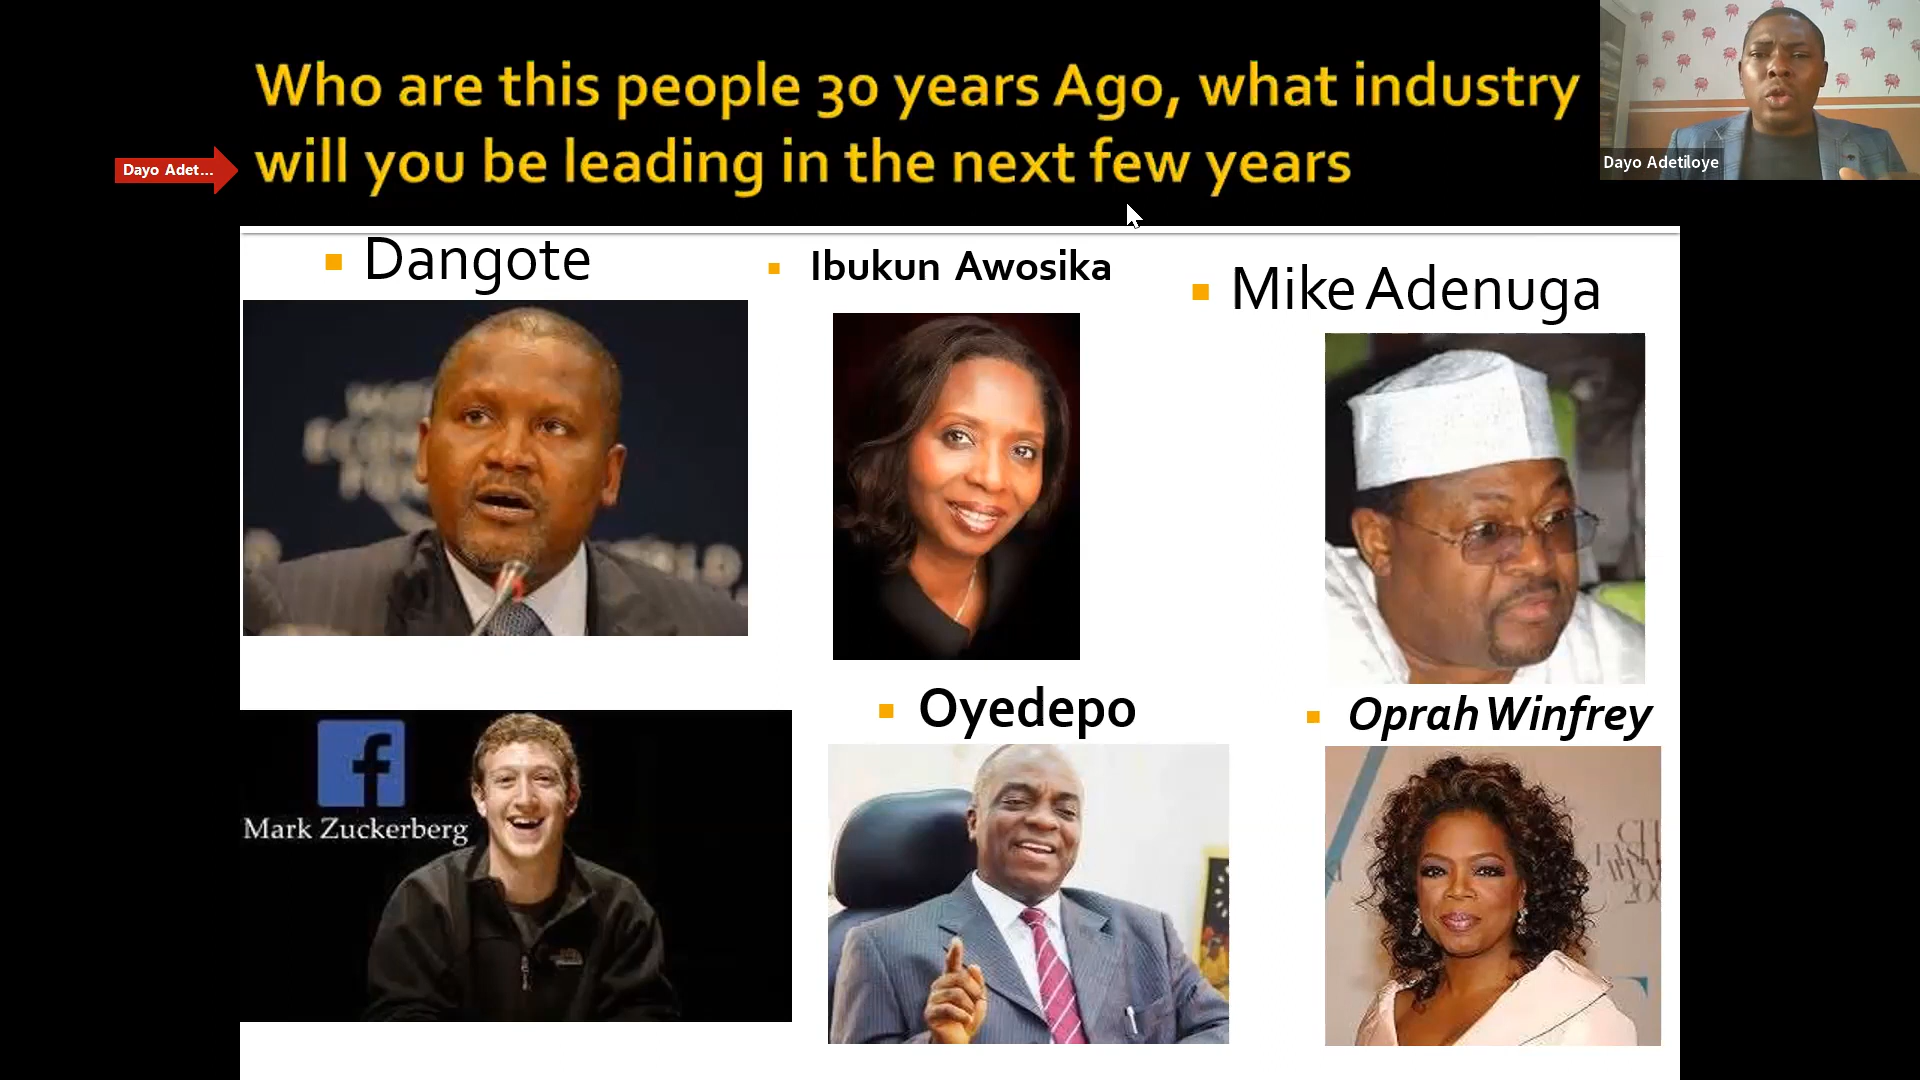 Who are this people 30 years Ago, what industry
will you be leading in the next few years
Dayo Adet...
Dayo Adetiloye
Dangote
Ibukun Awosika
Mike Adenuga
Mark Zuckerberg
Oyedepo
Oprah Winfrey